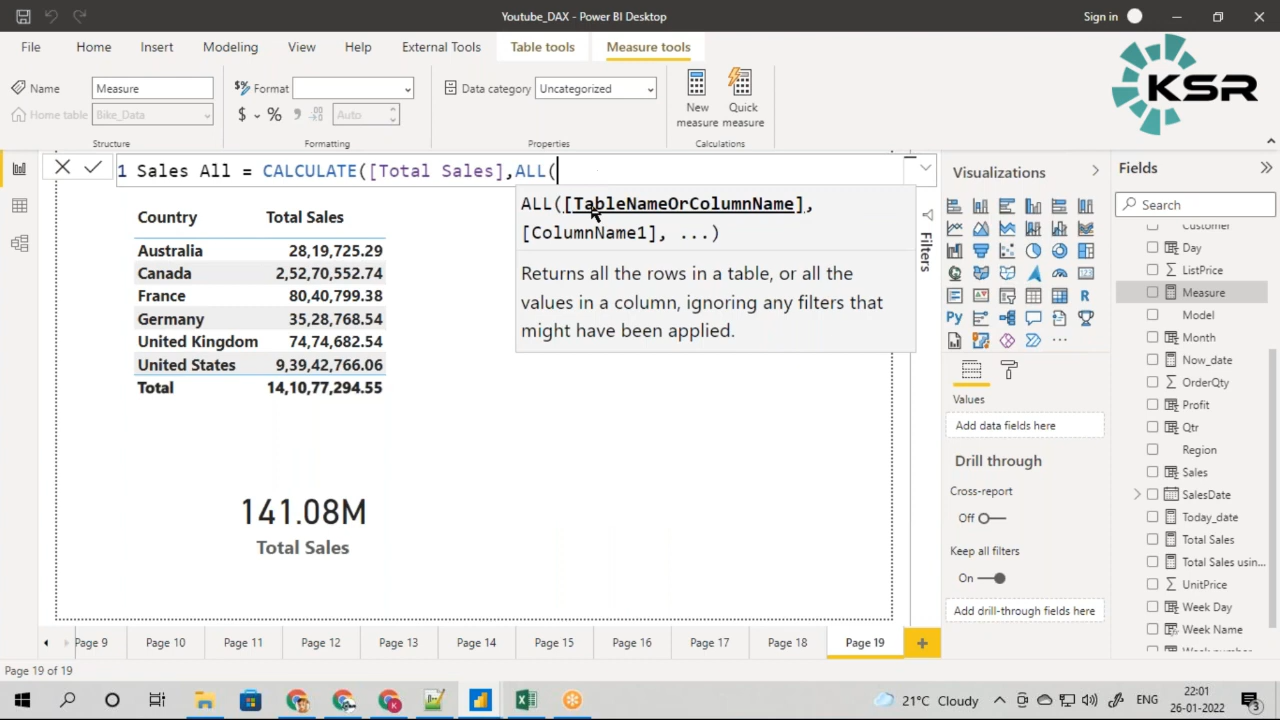 Youtube_DAX - Power BI Desktop
Sign in
File
Home
Insert
Modeling
View
Help
External Tools
Table tools
Measure tools
KSR
Name
Measure
Format
Data category
Uncategorized
Home table
Bike_Data
$ % 
Auto
New measure
Quick measure
Structure
Formatting
Properties
Calculations
1 Sales All = CALCULATE([Total Sales],ALL(
ALL([TableNameOrColumnName],
[ColumnName1], ...)
Returns all the rows in a table, or all the
values in a column, ignoring any filters that
might have been applied.
Country Total Sales
Australia 28,19,725.29
Canada 2,52,70,552.74
France 80,40,799.38
Germany 35,28,768.54
United Kingdom 74,74,682.54
United States 9,39,42,766.06
Total 14,10,77,294.55
141.08M
Total Sales
Filters
Visualizations
R
Py
Values
Add data fields here
Drill through
Cross-report
Off
Keep all filters
On
Add drill-through fields here
Fields
Search
Customer
Day
ListPrice
Measure
Model
Month
Now_date
OrderQty
Profit
Qtr
Region
Sales
SalesDate
Today_date
Total Sales
Total Sales usin...
UnitPrice
Week Day
Week Name
Week number
Page 9
Page 10
Page 11
Page 12
Page 13
Page 14
Page 15
Page 16
Page 17
Page 18
Page 19
Page 19 of 19
21°C Cloudy
ENG
22:01
26-01-2022
3